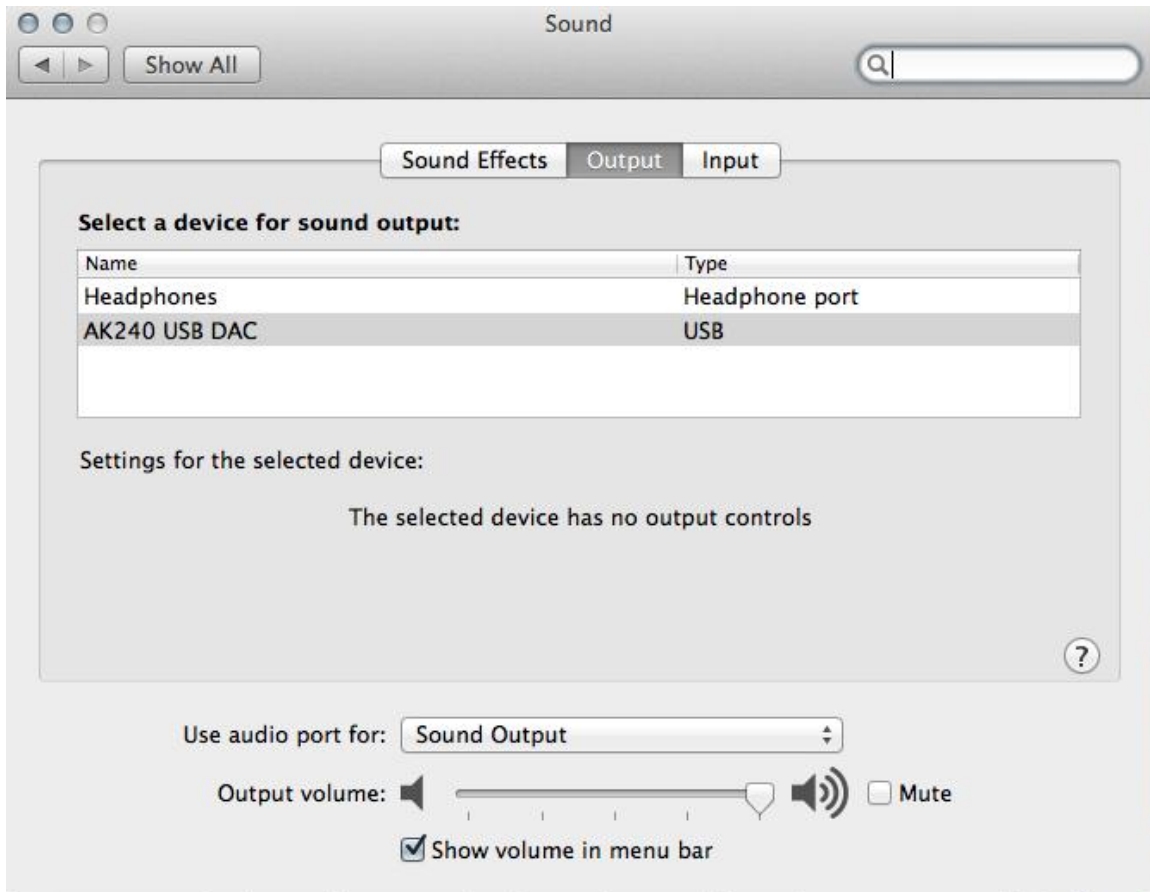 Sound
Show All
Sound Effects Output Input
Select a device for sound output:
Name Type
Headphones Headphone port
AK240 USB DAC USB
Settings for the selected device:
The selected device has no output controls
?
Use audio port for: Sound Output
Output volume: Mute
Show volume in menu bar